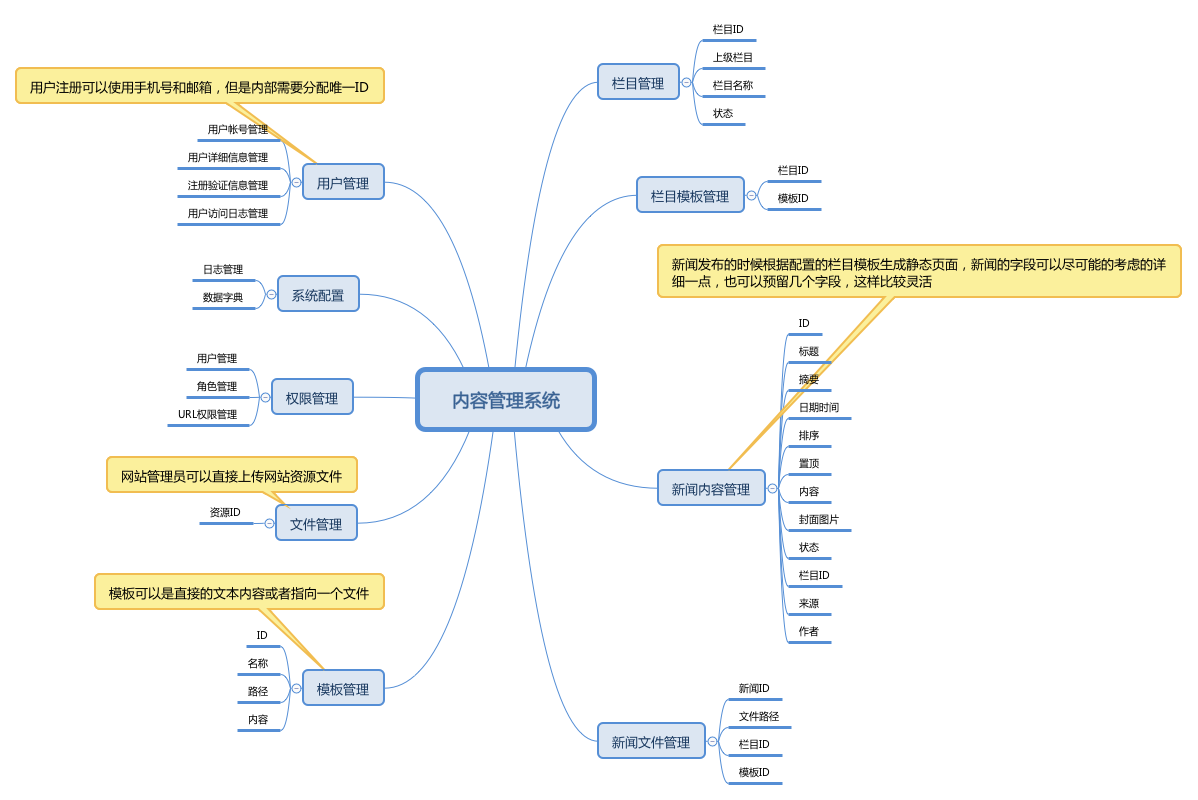 内容管理系统
栏目管理
栏目ID
上级栏目
栏目名称
状态
栏目模板管理
栏目ID
模板ID
新闻发布的时候根据配置的栏目模板生成静态页面，新闻的字段可以尽可能的考虑的详
细一点，也可以预留几个字段，这样比较灵活
新闻内容管理
ID
标题
摘要
日期时间
排序
置顶
内容
封面图片
状态
栏目ID
来源
作者
新闻文件管理
新闻ID
文件路径
栏目ID
模板ID
用户注册可以使用手机号和邮箱，但是内部需要分配唯一ID
用户管理
用户帐号管理
用户详细信息管理
注册验证信息管理
用户访问日志管理
系统配置
日志管理
数据字典
权限管理
用户管理
角色管理
URL权限管理
网站管理员可以直接上传网站资源文件
文件管理
资源ID
模板可以是直接的文本内容或者指向一个文件
模板管理
ID
名称
路径
内容